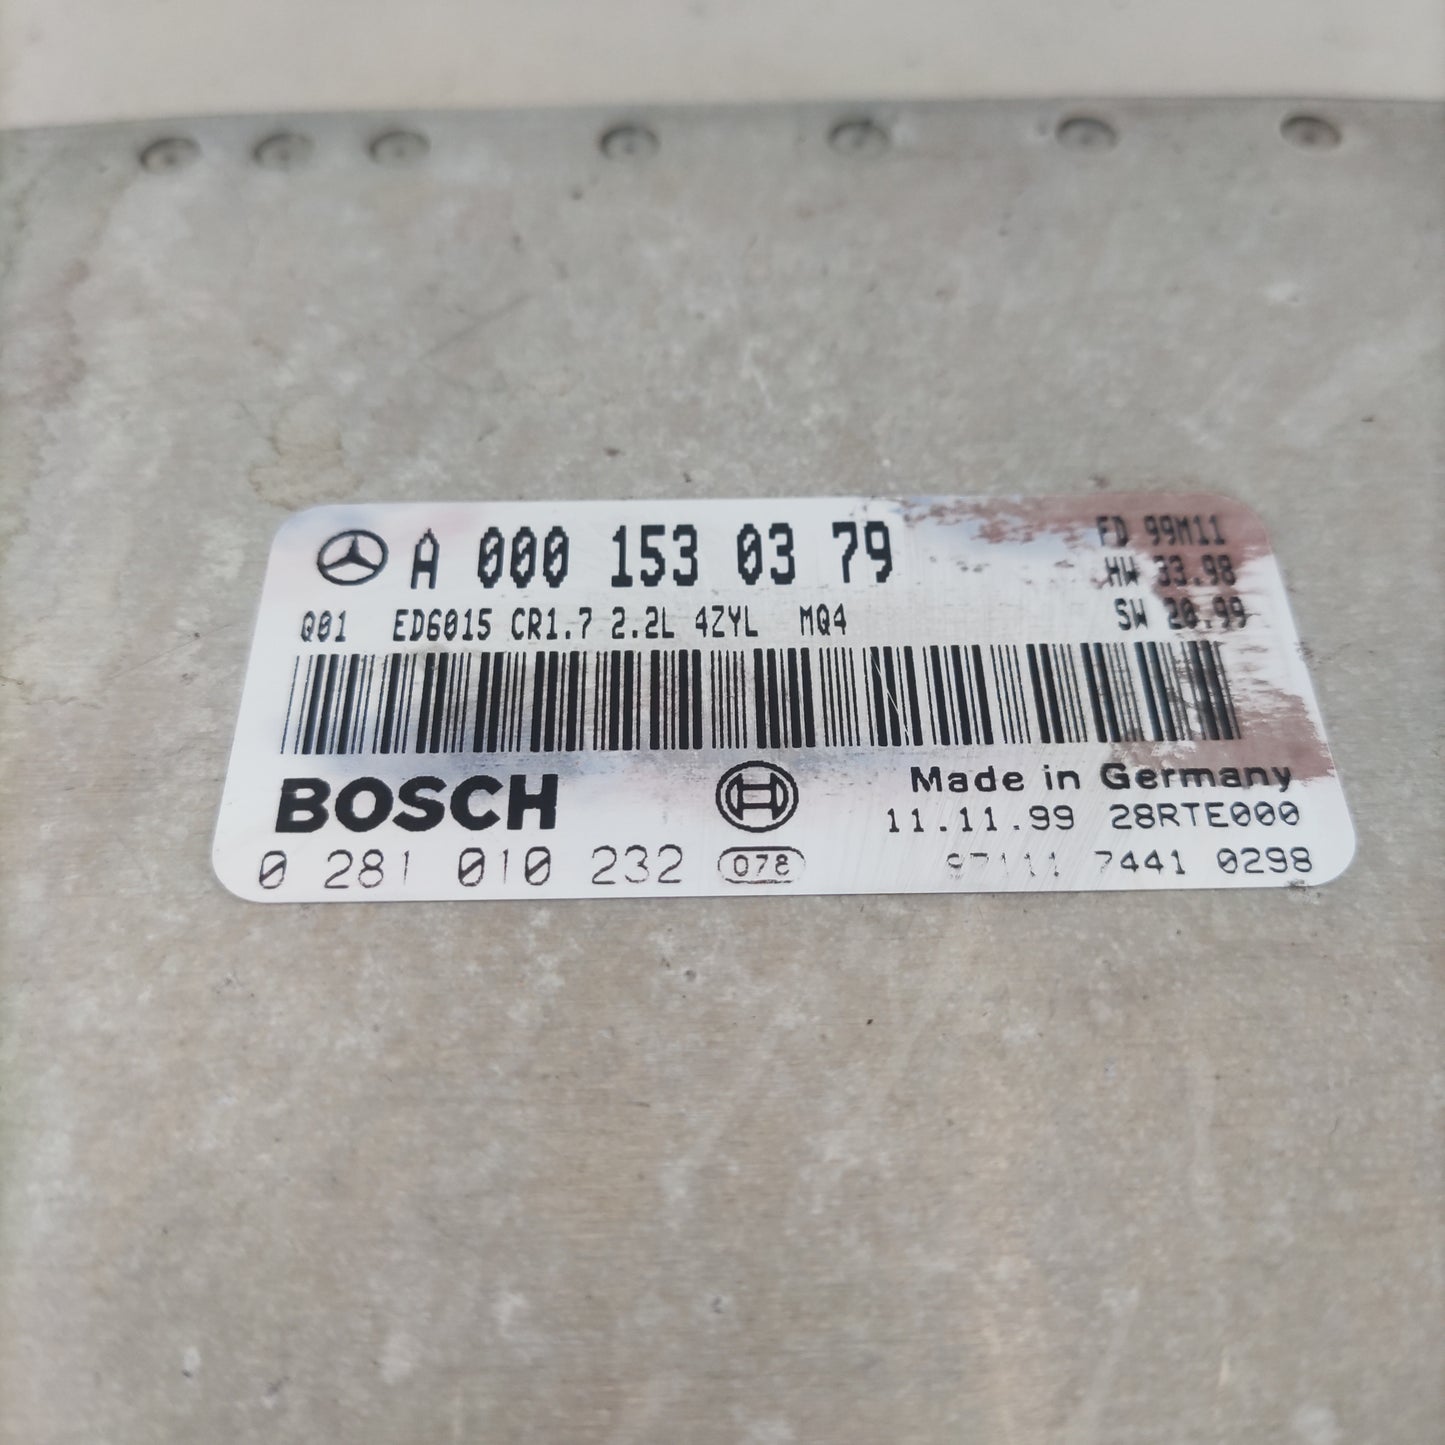 A 000 153 03 79 FD 99M11
HW 33.98
Q01 ED6015 CR1.7 2.2L 4ZYL MQ4 SW 20.99
BOSCH Made in Germany
11.11.99 28RTE000
0 281 010 232 078 7441 0298